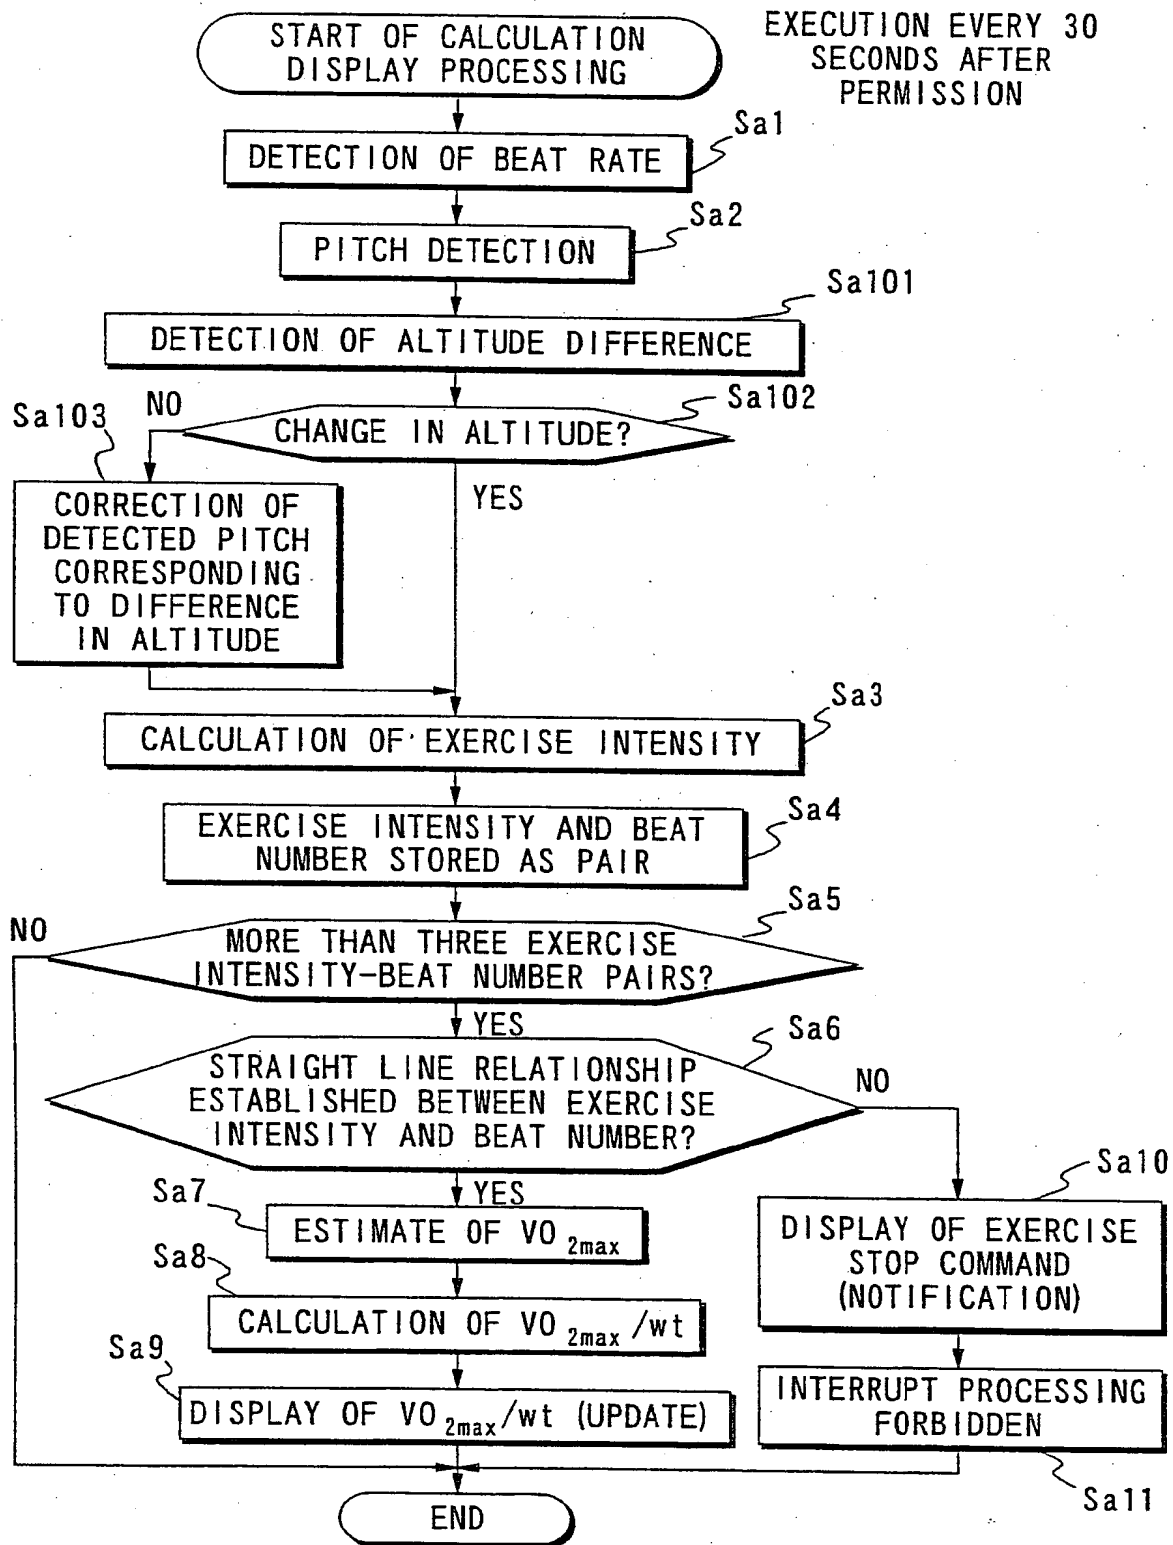 START OF CALCULATION
DISPLAY PROCESSING
EXECUTION EVERY 30
SECONDS AFTER
PERMISSION
Sa1
DETECTION OF BEAT RATE
Sa2
PITCH DETECTION
Sa101
DETECTION OF ALTITUDE DIFFERENCE
Sa102
CHANGE IN ALTITUDE?
NO
Sa103
YES
CORRECTION OF
DETECTED PITCH
CORRESPONDING
TO DIFFERENCE
IN ALTITUDE
Sa3
CALCULATION OF EXERCISE INTENSITY
Sa4
EXERCISE INTENSITY AND BEAT
NUMBER STORED AS PAIR
Sa5
NO
MORE THAN THREE EXERCISE
INTENSITY-BEAT NUMBER PAIRS?
YES
Sa6
STRAIGHT LINE RELATIONSHIP
ESTABLISHED BETWEEN EXERCISE
INTENSITY AND BEAT NUMBER?
NO
YES
Sa7
ESTIMATE OF VO 2max
Sa8
CALCULATION OF VO 2max /wt
Sa9
DISPLAY OF VO 2max/wt (UPDATE)
Sa10
DISPLAY OF EXERCISE
STOP COMMAND
(NOTIFICATION)
INTERRUPT PROCESSING
FORBIDDEN
Sa11
END